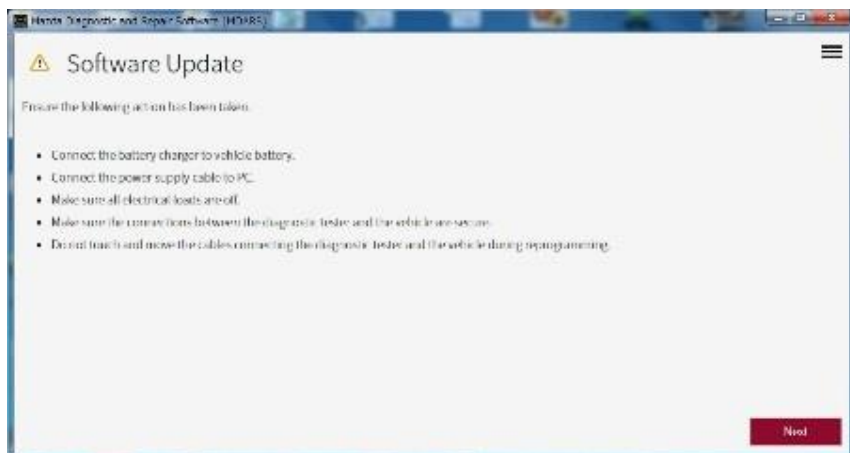 Mazda Diagnostic and Repair Software (MDARS)
Software Update
Ensure the following action has been taken.
• Connect the battery charger to vehicle battery.
• Connect the power supply cable to PC.
• Make sure all electrical loads are off.
• Make sure the connections between the diagnostic tester and the vehicle are secure.
• Do not touch and move the cables connecting the diagnostic tester and the vehicle during reprogramming.
Next